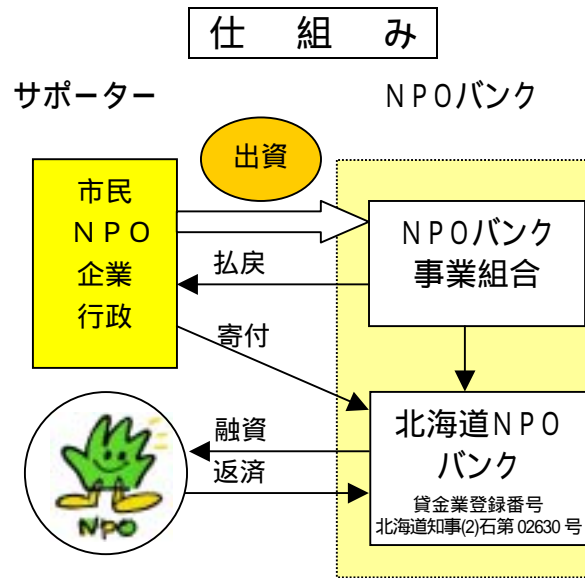 仕 組 み
サポーター
NPOバンク
出資
市民
NPO
企業
行政
NPOバンク
事業組合
払戻
寄付
融資
返済
Npo
北海道NPO
バンク
貸金業登録番号
北海道知事(2)石第 02630 号